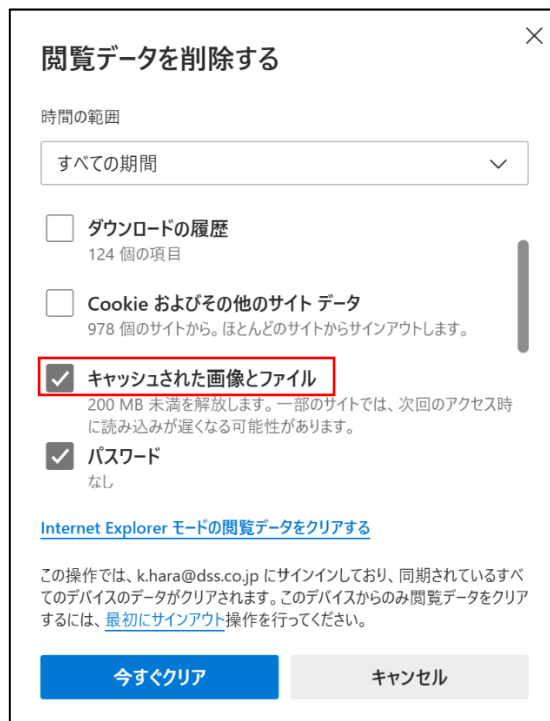 閲覧データを削除する
時間の範囲
すべての期間
ダウンロードの履歴
124 個の項目
Cookie およびその他のサイト データ
978 個のサイトから。ほとんどのサイトからサインアウトします。
キャッシュされた画像とファイル
200 MB 未満を解放します。一部のサイトでは、次回のアクセス時
に読み込みが遅くなる可能性があります。
パスワード
なし
Internet Explorer モードの閲覧データをクリアする
この操作では、k.hara@dss.co.jp にサインインしており、同期されているすべ
てのデバイスのデータがクリアされます。このデバイスからのみ閲覧データをクリア
するには、最初にサインアウト操作を行ってください。
今すぐクリア
キャンセル